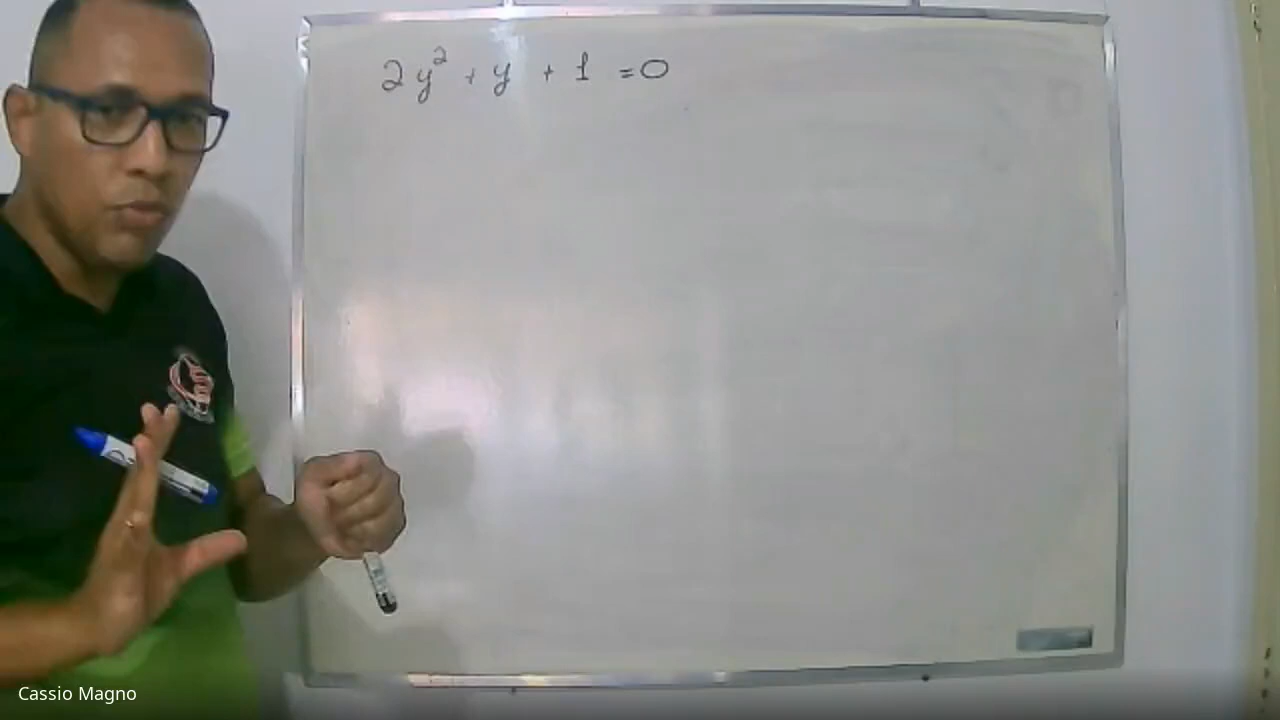 2y² + y + 1 = 0
Cassio Magno